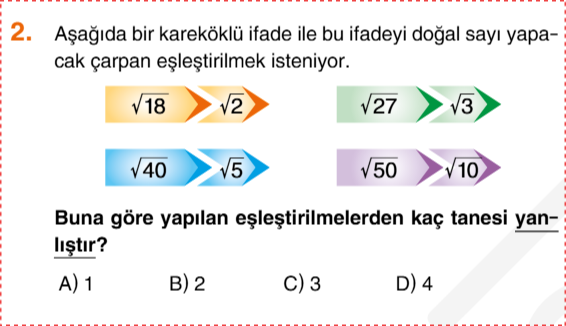 2. Aşağıda bir kareköklü ifade ile bu ifadeyi doğal sayı yapa-
cak çarpan eşleştirilmek isteniyor.
√18 √2 √27 √3
√40 √5 √50 √10
Buna göre yapılan eşleştirilmelerden kaç tanesi yan-
lıştır?
A) 1 B) 2 C) 3 D) 4